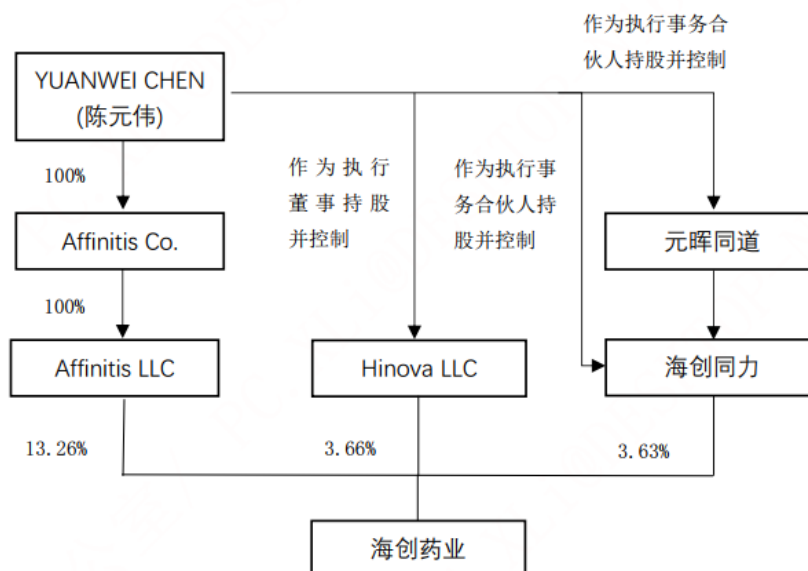 作为执行事务合
伙人持股并控制
YUANWEI CHEN
(陈元伟)
100%
作为执行
董事持股
并控制
作为执行事
务合伙人持
股并控制
Affinitis Co.
元晖同道
100%
Affinitis LLC
Hinova LLC
海创同力
13.26%
3.66%
3.63%
海创药业